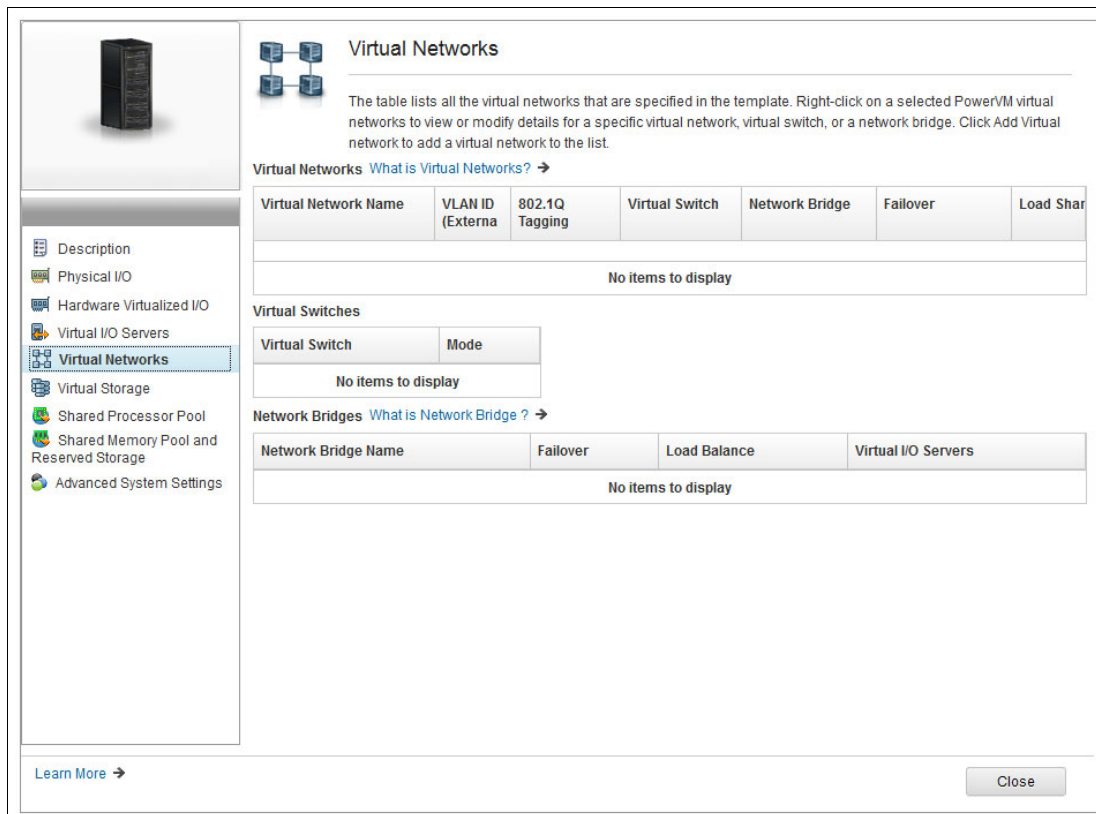 Virtual Networks
The table lists all the virtual networks that are specified in the template. Right-click on a selected PowerVM virtual
networks to view or modify details for a specific virtual network, virtual switch, or a network bridge. Click Add Virtual
network to add a virtual network to the list.
Description
Physical I/O
Hardware Virtualized I/O
Virtual I/O Servers
Virtual Networks
Virtual Storage
Shared Processor Pool
Shared Memory Pool and
Reserved Storage
Advanced System Settings
Virtual Networks What is Virtual Networks? ➔
Virtual Network Name VLAN ID (Externa 802.1Q Tagging Virtual Switch Network Bridge Failover Load Shar
No items to display
Virtual Switches
Virtual Switch Mode
No items to display
Network Bridges What is Network Bridge ? ➔
Network Bridge Name Failover Load Balance Virtual I/O Servers
No items to display
Learn More ➔
Close